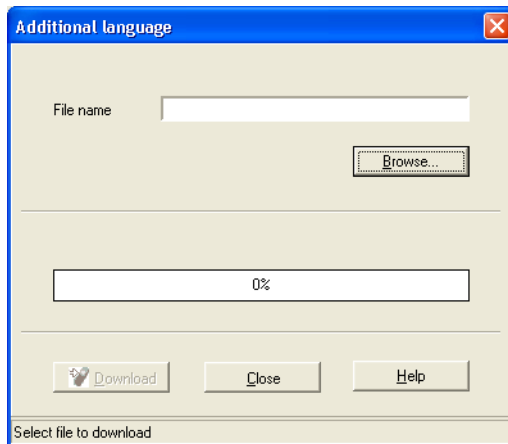 Additional language
File name
Browse...
0%
Download Close Help
Select file to download